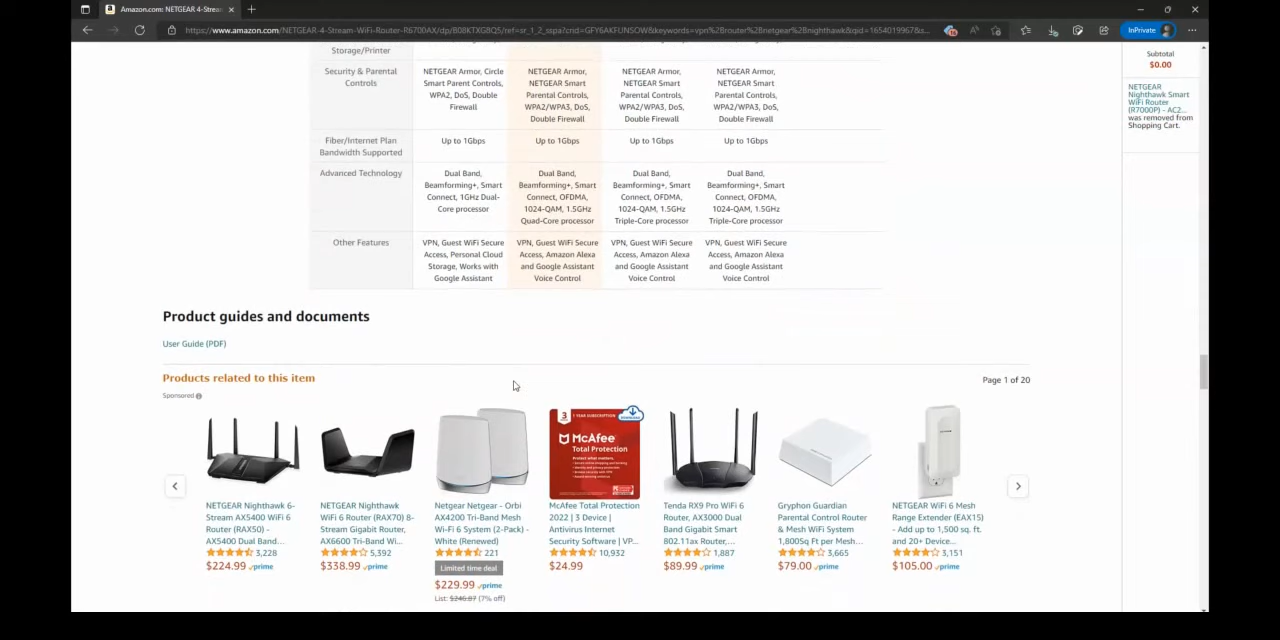 Amazon.com: NETGEAR 4-Strea
https://www.amazon.com/NETGEAR-4-Stream-WiFi-Router-R6700AX/dp/B08KTXG8Q5/ref=sr_1_2_sspa?crid=GFY6AKFUNSOW&keywords=vpn%2Brouter%2Bnetgear%2Bnighthawk&qid=1654019967&s...
InPrivate
Storage/Printer
Security & Parental Controls
NETGEAR Armor, Circle Smart Parent Controls, WPA2, DoS, Double Firewall
NETGEAR Armor, NETGEAR Smart Parental Controls, WPA2/WPA3, DoS, Double Firewall
NETGEAR Armor, NETGEAR Smart Parental Controls, WPA2/WPA3, DoS, Double Firewall
NETGEAR Armor, NETGEAR Smart Parental Controls, WPA2/WPA3, DoS, Double Firewall
Fiber/Internet Plan Bandwidth Supported
Up to 1Gbps
Up to 1Gbps
Up to 1Gbps
Up to 1Gbps
Advanced Technology
Dual Band, Beamforming+, Smart Connect, 1GHz Dual-Core processor
Dual Band, Beamforming+, Smart Connect, OFDMA, 1024-QAM, 1.5GHz Quad-Core processor
Dual Band, Beamforming+, Smart Connect, OFDMA, 1024-QAM, 1.5GHz Triple-Core processor
Dual Band, Beamforming+, Smart Connect, OFDMA, 1024-QAM, 1.5GHz Triple-Core processor
Other Features
VPN, Guest WiFi Secure Access, Personal Cloud Storage, Works with Google Assistant
VPN, Guest WiFi Secure Access, Amazon Alexa and Google Assistant Voice Control
VPN, Guest WiFi Secure Access, Amazon Alexa and Google Assistant Voice Control
VPN, Guest WiFi Secure Access, Amazon Alexa and Google Assistant Voice Control
Subtotal
$0.00
NETGEAR
Nighthawk Smart
WiFi Router
(R7000P) - AC2...
was removed from
Shopping Cart.
Product guides and documents
User Guide (PDF)
Products related to this item
Page 1 of 20
Sponsored
3
1 YEAR SUBSCRIPTION
McAfee
Total Protection
NETGEAR Nighthawk 6-
Stream AX5400 WiFi 6
Router (RAX50) -
AX5400 Dual Band...
3,228
$224.99 prime
NETGEAR Nighthawk
WiFi 6 Router (RAX70) 8-
Stream Gigabit Router,
AX6600 Tri-Band Wi...
5,392
$338.99 prime
Netgear Netgear - Orbi
AX4200 Tri-Band Mesh
Wi-Fi 6 System (2-Pack) -
White (Renewed)
221
Limited time deal
$229.99 prime
List: $246.87 (7% off)
McAfee Total Protection
2022 | 3 Device |
Antivirus Internet
Security Software | VP...
10,932
$24.99
Tenda RX9 Pro WiFi 6
Router, AX3000 Dual
Band Gigabit Smart
802.11ax Router,...
1,887
$89.99 prime
Gryphon Guardian
Parental Control Router
& Mesh WiFi System
1,800Sq Ft per Mesh...
3,665
$79.00 prime
NETGEAR WiFi 6 Mesh
Range Extender (EAX15)
- Add up to 1,500 sq. ft.
and 20+ Device...
3,151
$105.00 prime